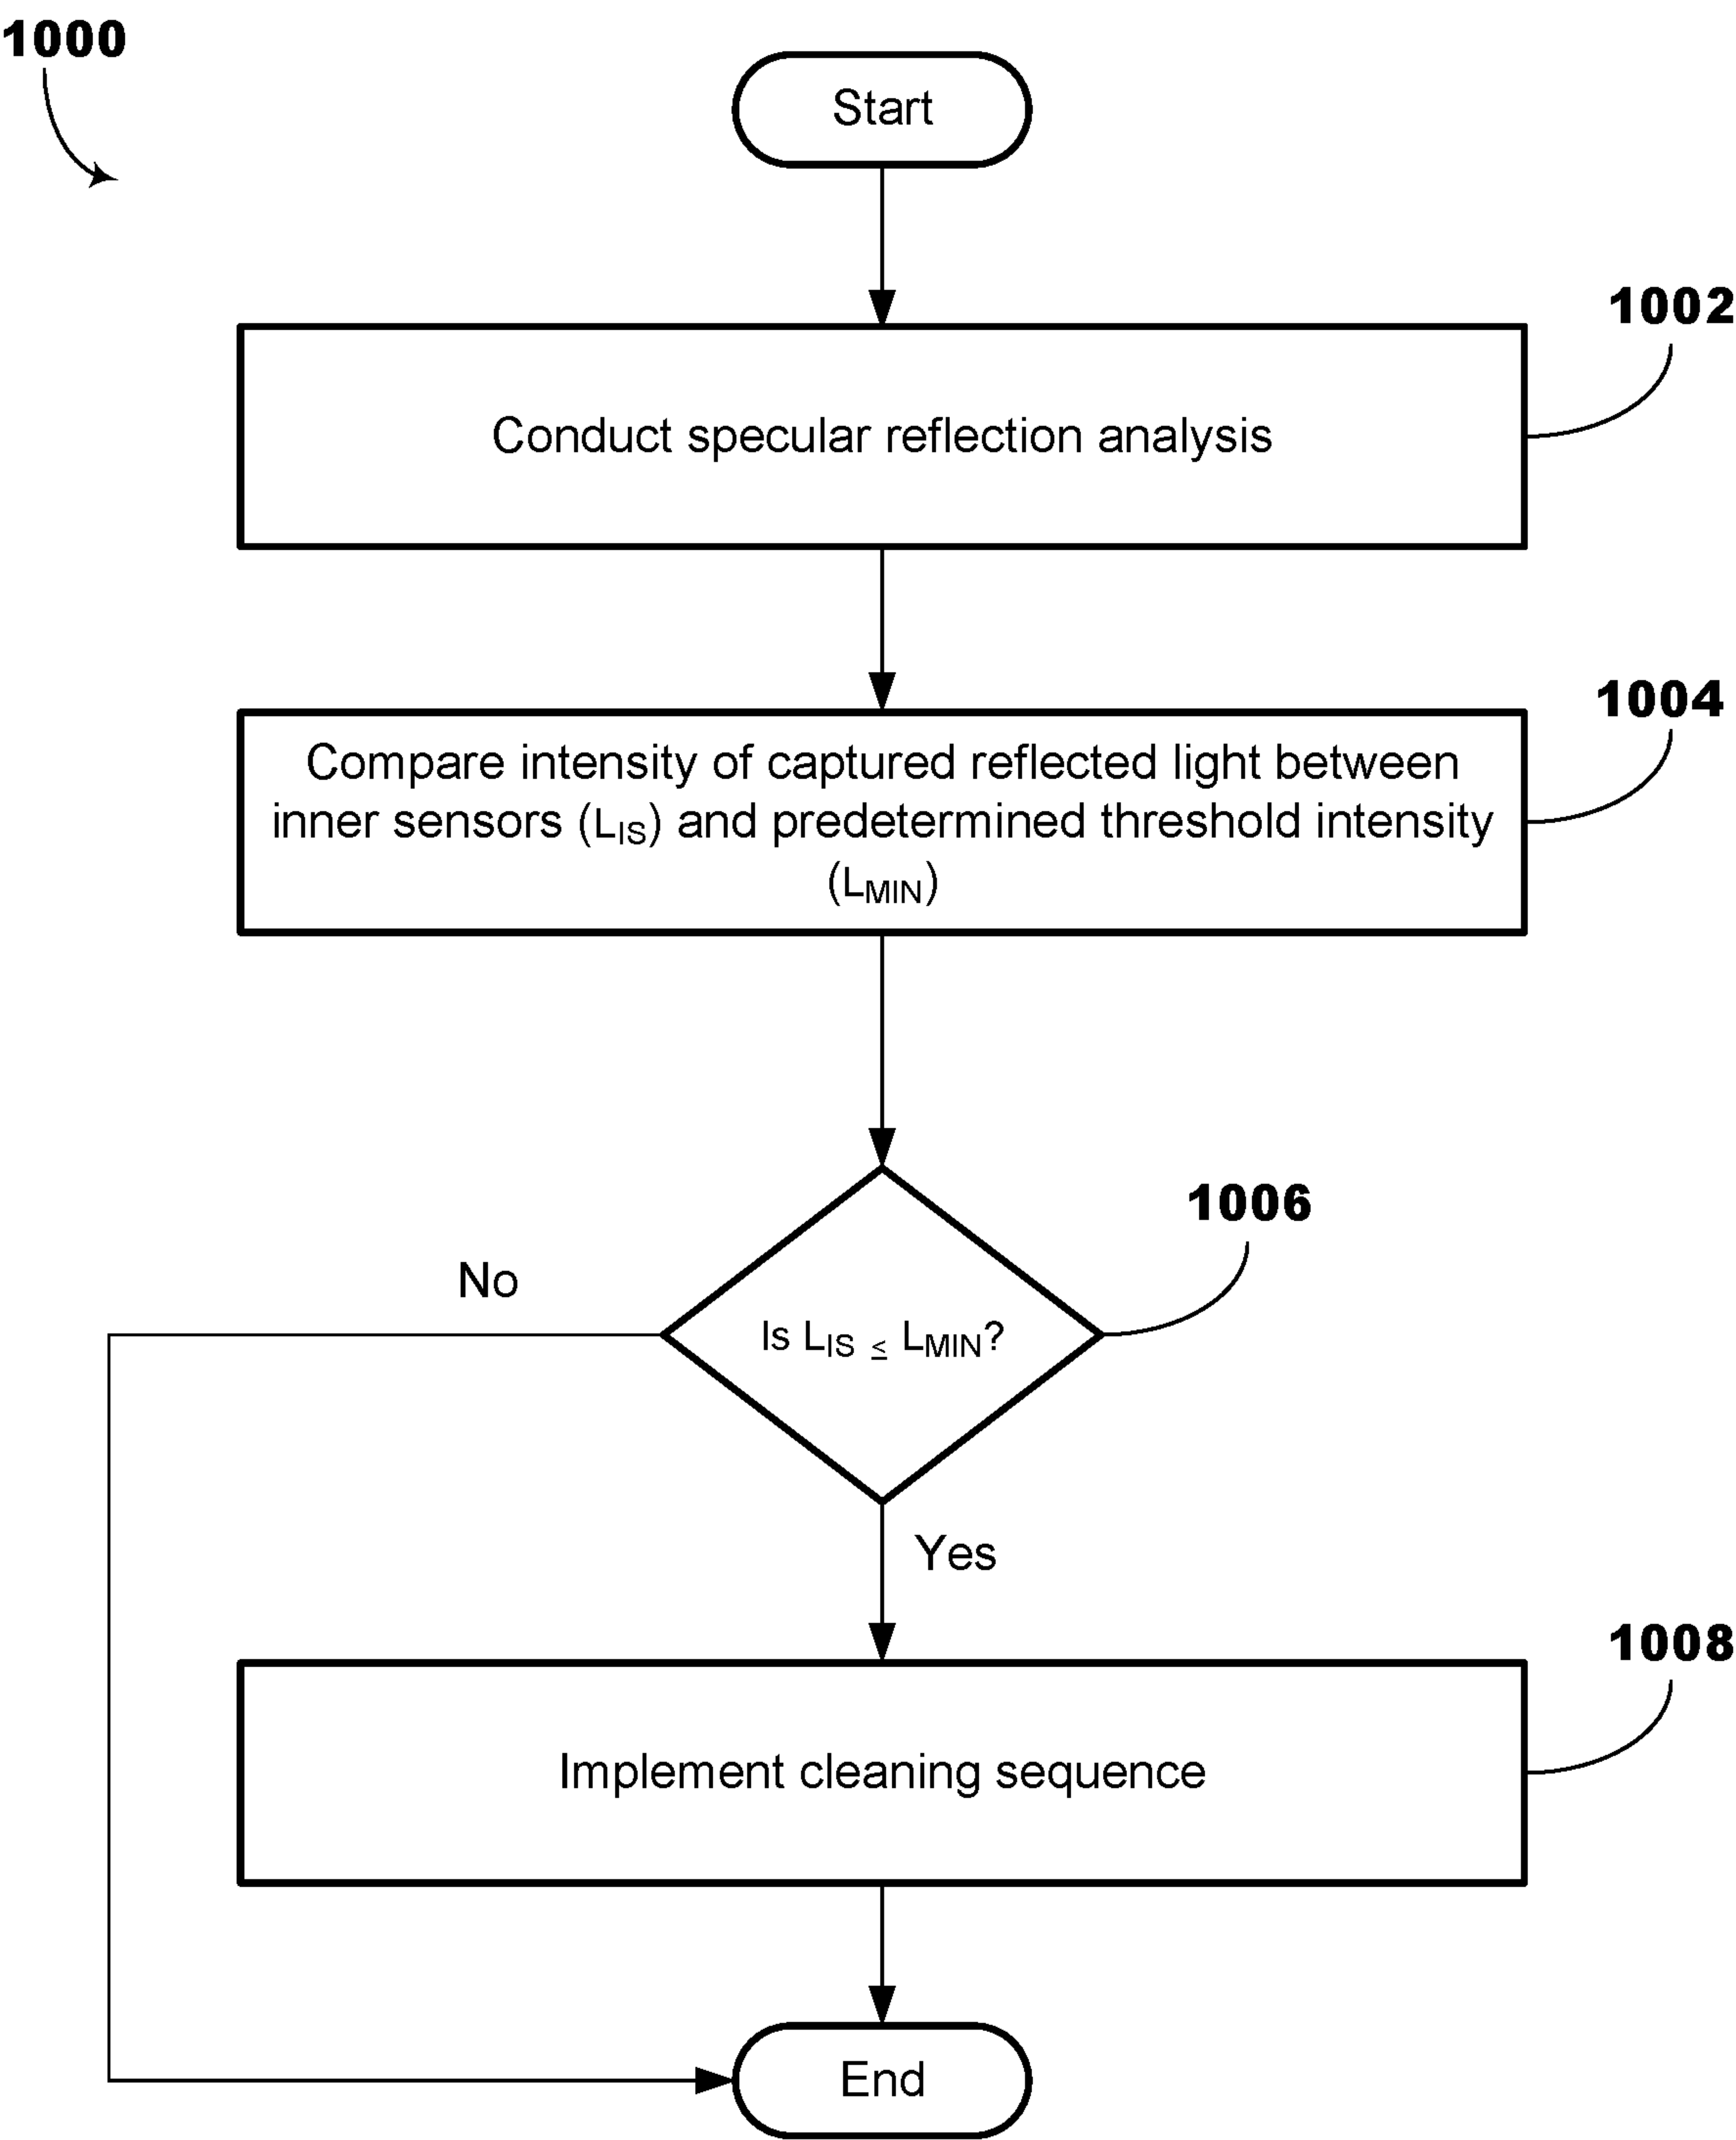 1000
Start
1002
Conduct specular reflection analysis
1004
Compare intensity of captured reflected light between
inner sensors (LIS) and predetermined threshold intensity
(LMIN)
1006
No
Is LIS ≤ LMIN?
Yes
1008
Implement cleaning sequence
End